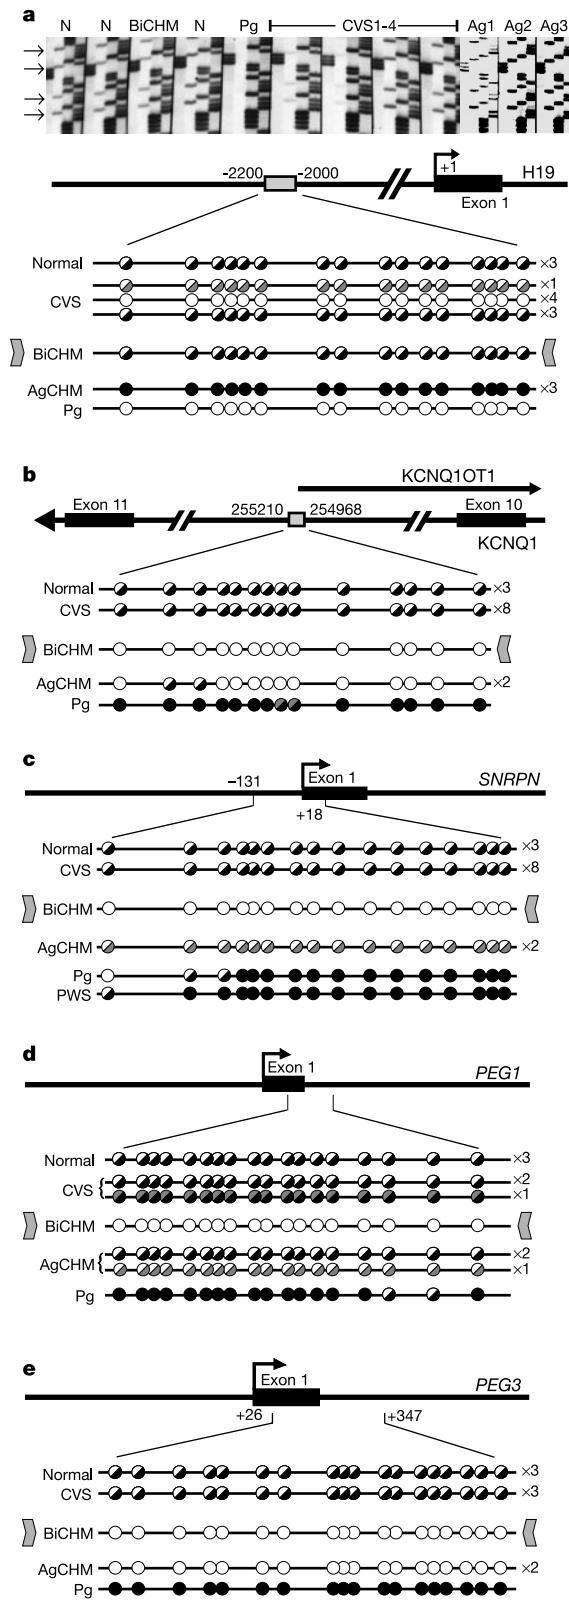 a
N N BiCHM N Pg CVS1-4 Ag1 Ag2 Ag3
-2200 -2000 +1 H19
Exon 1
Normal ×3
×1
CVS ×4
×3
BiCHM
AgCHM ×3
Pg
b
KCNQ1OT1
Exon 11 255210 254968 Exon 10
KCNQ1
Normal ×3
CVS ×8
BiCHM
AgCHM ×2
Pg
c
–131 Exon 1 SNRPN
+18
Normal ×3
CVS ×8
BiCHM
AgCHM ×2
Pg
PWS
d
Exon 1 PEG1
Normal ×3
CVS { ×2
×1
BiCHM
AgCHM { ×2
×1
Pg
e
Exon 1 PEG3
+26 +347
Normal ×3
CVS ×3
BiCHM
AgCHM ×2
Pg